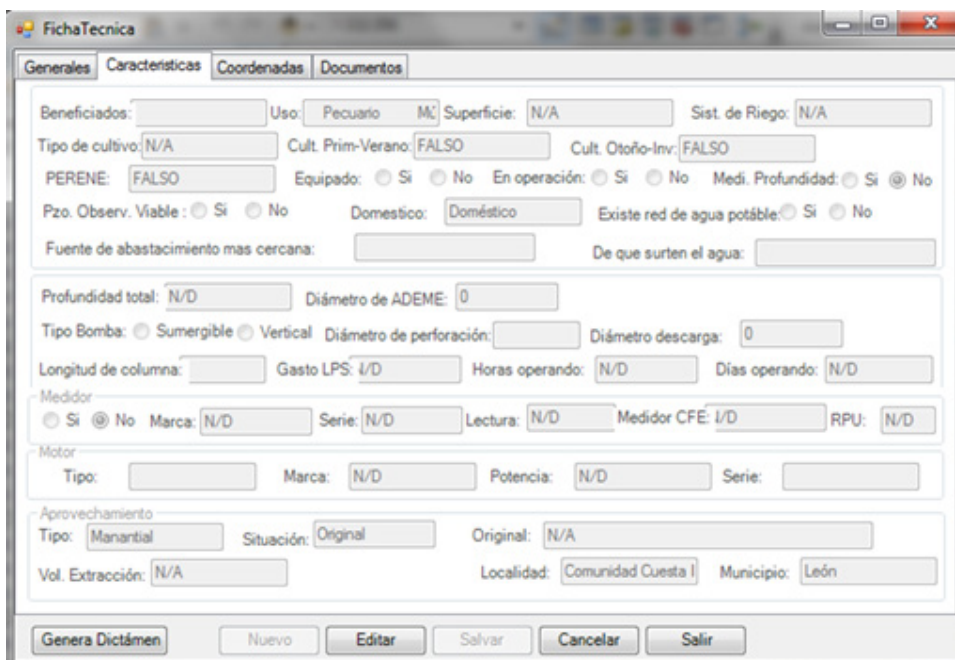 FichaTecnica
Generales Caracteristicas Coordenadas Documentos
Beneficiados: Uso: Pecuario Superficie: N/A Sist. de Riego: N/A
Tipo de cultivo: N/A Cult. Prim-Verano: FALSO Cult. Otoño-Inv: FALSO
PERENE: FALSO Equipado: Si No En operación: Si No Medi. Profundidad: Si No
Pzo. Observ. Viable : Si No Domestico: Doméstico Existe red de agua potáble: Si No
Fuente de abastacimiento mas cercana: De que surten el agua:
Profundidad total: N/D Diámetro de ADEME: 0
Tipo Bomba: Sumergible Vertical Diámetro de perforación: Diámetro descarga: 0
Longitud de columna: Gasto LPS: I/D Horas operando: N/D Días operando: N/D
Medidor
Si No Marca: N/D Serie: N/D Lectura: N/D Medidor CFE: I/D RPU: N/D
Motor
Tipo: Marca: N/D Potencia: N/D Serie:
Aprovechamiento
Tipo: Manantial Situación: Original Original: N/A
Vol. Extracción: N/A Localidad: Comunidad Cuesta Municipio: León
Genera Dictámen Nuevo Editar Salvar Cancelar Salir